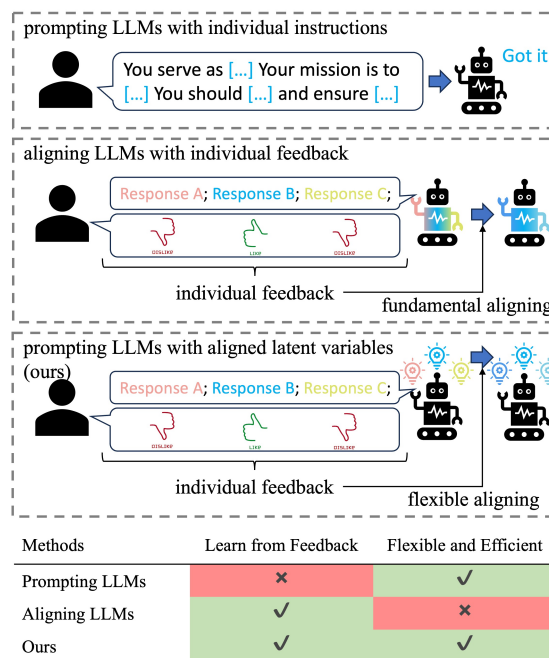 prompting LLMs with individual instructions
Got it
You serve as [...] Your mission is to
[...] You should [...] and ensure [...]
aligning LLMs with individual feedback
Response A; Response B; Response C;
DISLIKE LIKE DISLIKE
individual feedback
fundamental aligning
prompting LLMs with aligned latent variables
(ours)
Response A; Response B; Response C;
DISLIKE LIKE DISLIKE
individual feedback
flexible aligning
Methods Learn from Feedback Flexible and Efficient
Prompting LLMs ✗ ✓
Aligning LLMs ✓ ✗
Ours ✓ ✓